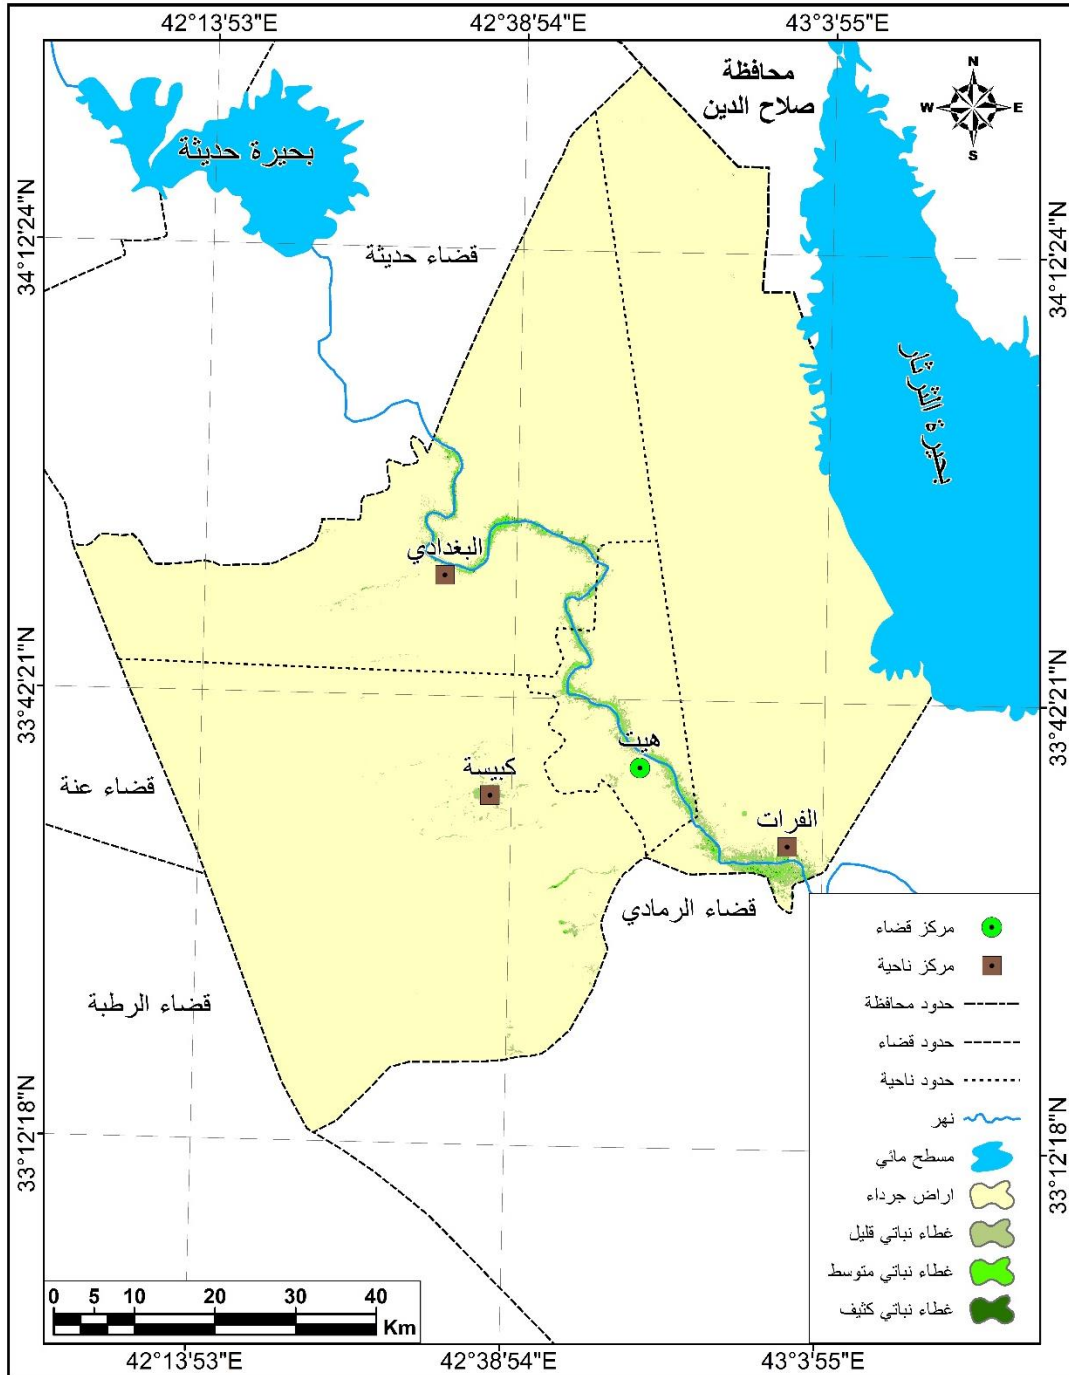 42°13'53"E
42°38'54"E
43°3'55"E
محافظة
صلاح الدين
N
W
E
S
بحيرة حديثة
34°12'24"N
34°12'24"N
قضاء حديثة
بحيرة الثرثار
البغدادي
33°42'21"N
33°42'21"N
هيت
كبيسة
قضاء عنة
الفرات
قضاء الرمادي
قضاء الرطبة
مركز قضاء
مركز ناحية
حدود محافظة
حدود قضاء
حدود ناحية
نهر
مسطح مائي
اراض جرداء
غطاء نباتي قليل
غطاء نباتي متوسط
غطاء نباتي كثيف
33°12'18"N
33°12'18"N
0 5 10 20 30 40
Km
42°13'53"E
42°38'54"E
43°3'55"E